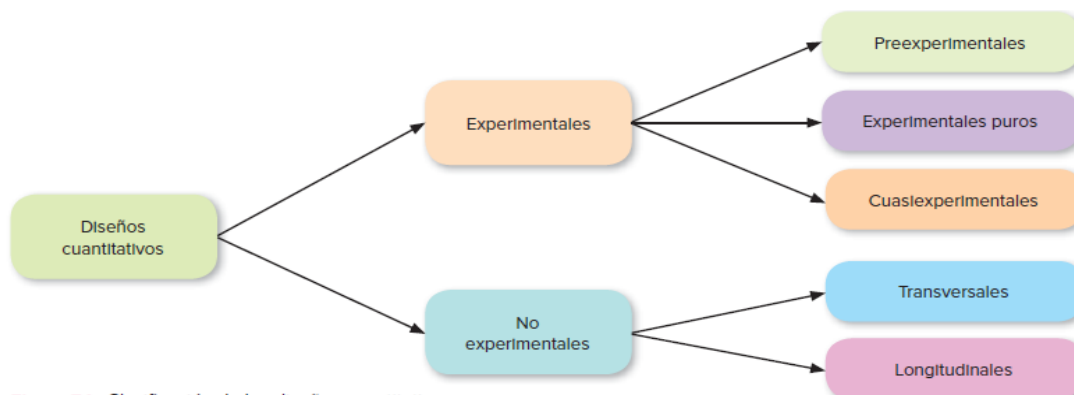 Preexperimentales
Experimentales
Experimentales puros
Cuasiexperimentales
Diseños
cuantitativos
Transversales
No
experimentales
Longitudinales